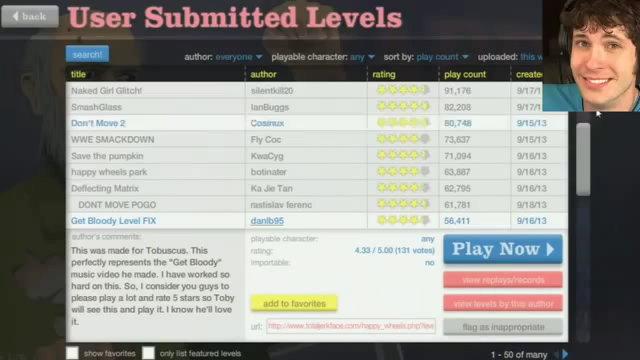 back
User Submitted Levels
search!
author: everyone playable character: any sort by: play count uploaded: this w
title author rating play count created
Naked Girl Glitch! silentkill20 91,176 9/17/1
SmashGlass IanBuggs 82,208 9/17/1
Don't Move 2 Cosinux 80,748 9/15/13
WWE SMACKDOWN Fly Coc 73,637 9/15/13
Save the pumpkin KwaCyg 71,094 9/16/13
happy wheels park botinater 63,887 9/16/13
Deflecting Matrix Ka Jie Tan 62,795 9/16/13
DONT MOVE POGO rastislav ferenc 61,781 9/18/13
Get Bloody Level FIX danlb95 56,411 9/16/13
author's comments:
This was made for Tobuscus. This
perfectly represents the "Get Bloody"
music video he made. I have worked so
hard on this. So, I consider you guys to
please play a lot and rate 5 stars so Toby
will see this and play it. I know he'll love
it.
playable character: any
rating: 4.33 / 5.00 (131 votes)
importable: no
add to favorites
url: http://www.totaljerkface.com/happy_wheels.php?leve
Play Now
view replays/records
view levels by this author
flag as inappropriate
show favorites only list featured levels 1 - 50 of many